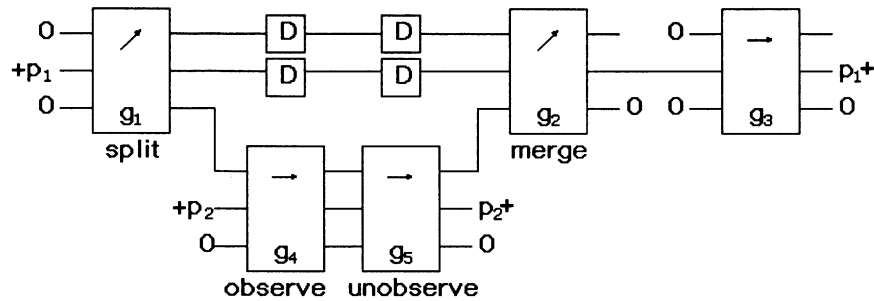 0 D D 0
+p₁ D D p₁+
0 g₁ g₂ 0 0 g₃ 0
split merge
+p₂ p₂+
0 g₄ g₅ 0
observe unobserve